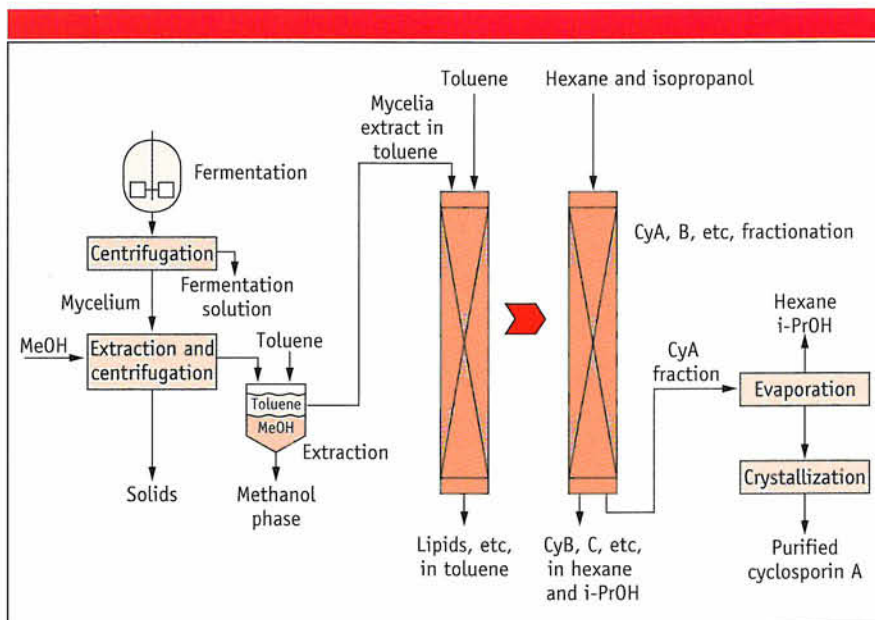 Toluene
Hexane and isopropanol
Mycelia
extract in
toluene
Fermentation
CyA, B, etc, fractionation
Centrifugation
Fermentation
solution
Mycelium
Hexane
i-PrOH
MeOH
Extraction and
centrifugation
Toluene
CyA
fraction
Evaporation
Toluene
MeOH
Extraction
Crystallization
Solids
Methanol
phase
Lipids, etc,
in toluene
CyB, C, etc,
in hexane
and i-PrOH
Purified
cyclosporin A